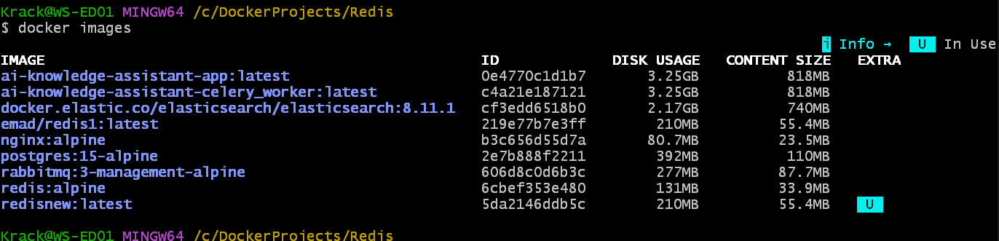 Krack@WS-ED01 MINGW64 /c/DockerProjects/Redis
$ docker images
i Info → U In Use
IMAGE ID DISK USAGE CONTENT SIZE EXTRA
ai-knowledge-assistant-app:latest 0e4770c1d1b7 3.25GB 818MB
ai-knowledge-assistant-celery_worker:latest c4a21e187121 3.25GB 818MB
docker.elastic.co/elasticsearch/elasticsearch:8.11.1 cf3edd6518b0 2.17GB 740MB
emad/redis1:latest 219e77b7e3ff 210MB 55.4MB
nginx:alpine b3c656d55d7a 80.7MB 23.5MB
postgres:15-alpine 2e7b888f2211 392MB 110MB
rabbitmq:3-management-alpine 606d8c0d6b3c 277MB 87.7MB
redis:alpine 6cbef353e480 131MB 33.9MB
redisnew:latest 5da2146ddb5c 210MB 55.4MB U
Krack@WS-ED01 MINGW64 /c/DockerProjects/Redis